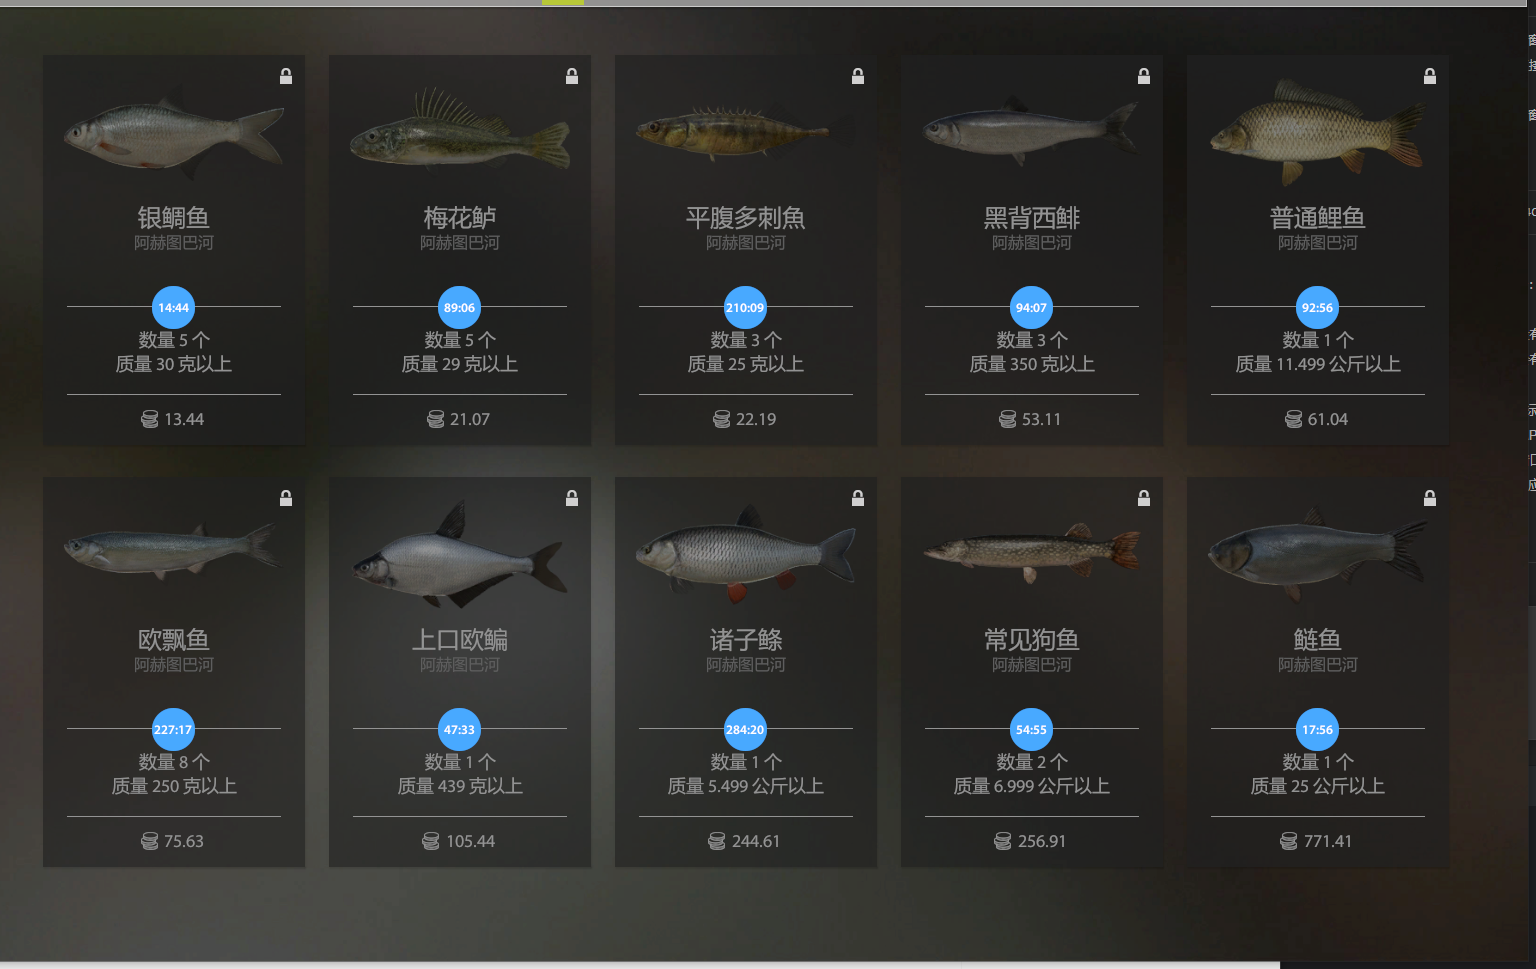 银鲷鱼
阿赫图巴河
14:44
数量 5 个
质量 30 克以上
13.44
梅花鲈
阿赫图巴河
89:06
数量 5 个
质量 29 克以上
21.07
平腹多刺魚
阿赫图巴河
210:09
数量 3 个
质量 25 克以上
22.19
黑背西鲱
阿赫图巴河
94:07
数量 3 个
质量 350 克以上
53.11
普通鲤鱼
阿赫图巴河
92:56
数量 1 个
质量 11.499 公斤以上
61.04
欧飘鱼
阿赫图巴河
227:17
数量 8 个
质量 250 克以上
75.63
上口欧鳊
阿赫图巴河
47:33
数量 1 个
质量 439 克以上
105.44
诸子鲦
阿赫图巴河
284:20
数量 1 个
质量 5.499 公斤以上
244.61
常见狗鱼
阿赫图巴河
54:55
数量 2 个
质量 6.999 公斤以上
256.91
鲢鱼
阿赫图巴河
17:56
数量 1 个
质量 25 公斤以上
771.41